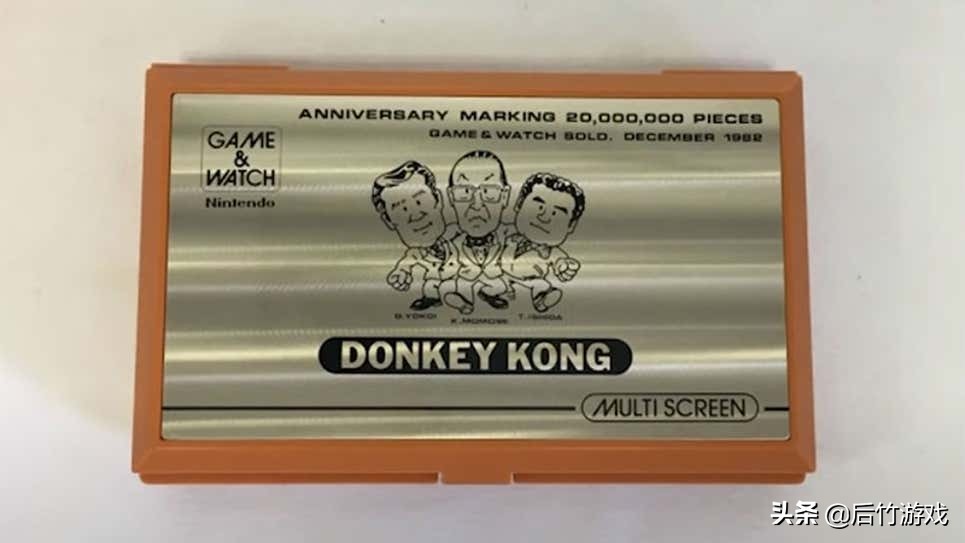 ANNIVERSARY MARKING 20,000,000 PIECES
GAME & WATCH SOLD. DECEMBER 1982
GAME
&
WATCH
Nintendo
G.YOKOI K.MOMOSE T.ISHIDA
DONKEY KONG
MULTI SCREEN
头条 @后竹游戏